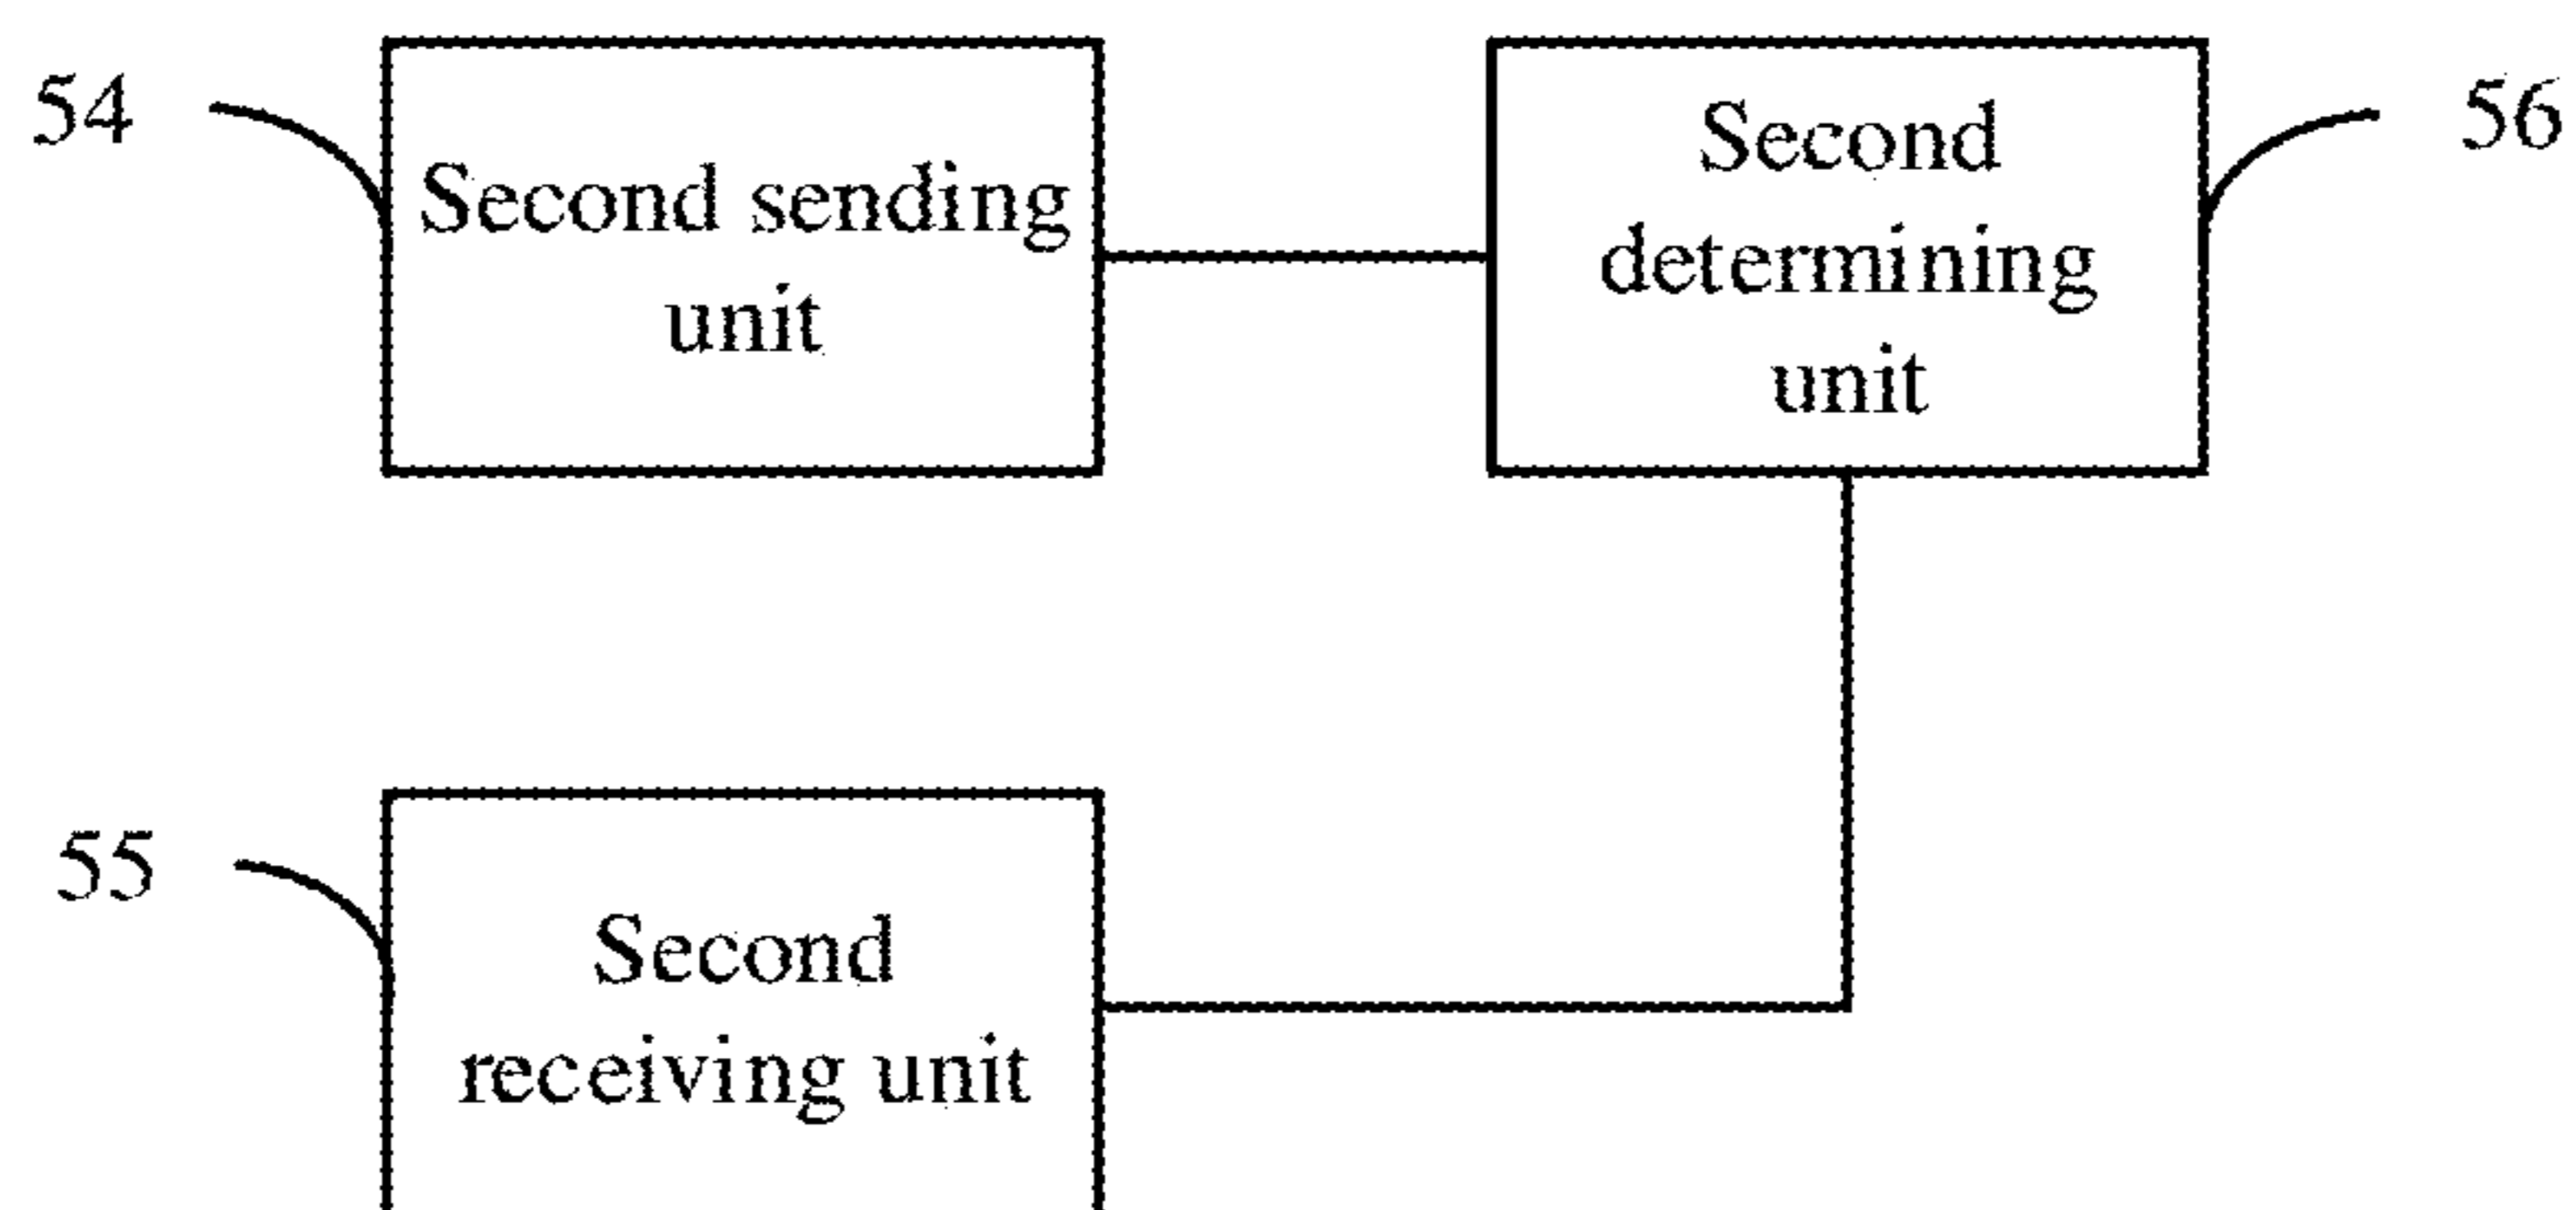 54
Second sending
unit
Second
determining
unit
56
55
Second
receiving unit